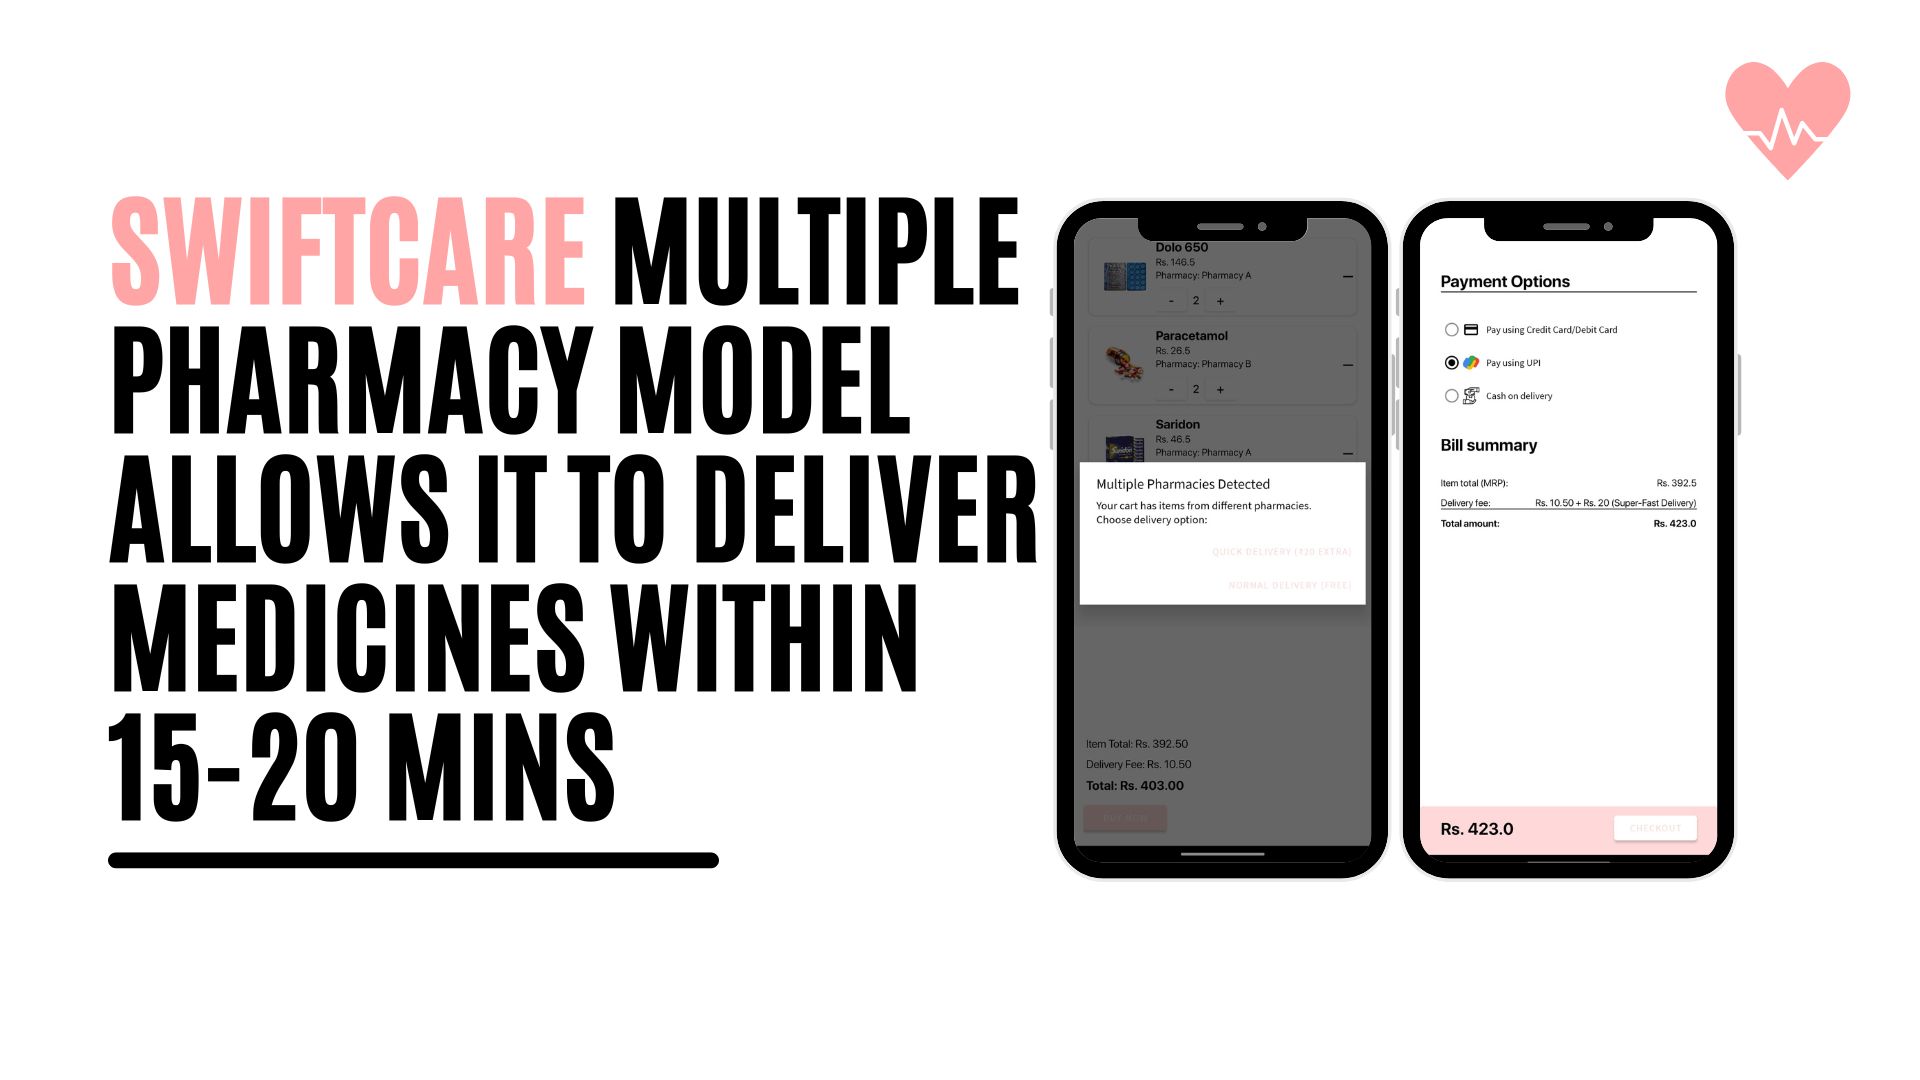 SWIFTCARE MULTIPLE
PHARMACY MODEL
ALLOWS IT TO DELIVER
MEDICINES WITHIN
15-20 MINS
Dolo 650
Rs. 146.5
Pharmacy: Pharmacy A
- 2 +
Paracetamol
Rs. 26.5
Pharmacy: Pharmacy B
- 2 +
Saridon
Rs. 46.5
Pharmacy: Pharmacy A
Multiple Pharmacies Detected
Your cart has items from different pharmacies.
Choose delivery option:
QUICK DELIVERY (₹20 EXTRA)
NORMAL DELIVERY (FREE)
Item Total: Rs. 392.50
Delivery Fee: Rs. 10.50
Total: Rs. 403.00
BUY NOW
Payment Options
Pay using Credit Card/Debit Card
Pay using UPI
Cash on delivery
Bill summary
Item total (MRP): Rs. 392.5
Delivery fee: Rs. 10.50 + Rs. 20 (Super-Fast Delivery)
Total amount: Rs. 423.0
Rs. 423.0 CHECKOUT